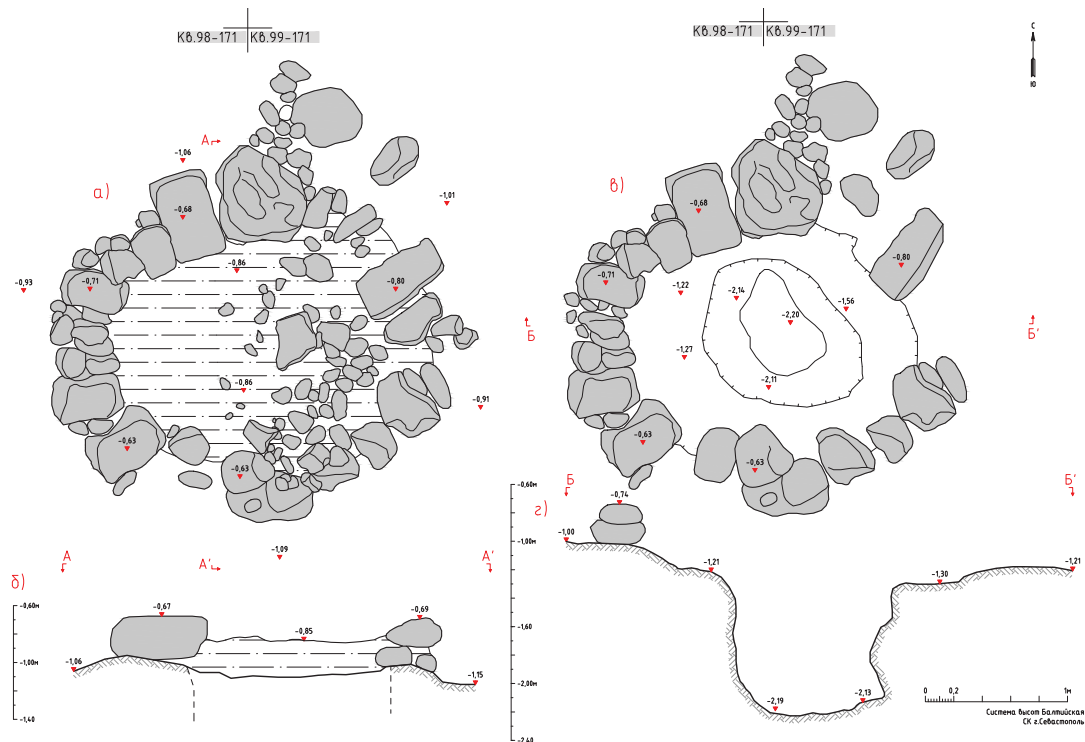 Кв.98-171 Кв.99-171
а)
А
-1,06
-1,01
-0,68
-0,86
-0,71
-0,80
-0,93
Б
-0,86
-0,91
-0,63
-0,63
-1,09
А'
Кв.98-171 Кв.99-171
С
Ю
в)
-0,68
-0,80
-0,71
-1,22
-2,14
-1,56
-2,20
Б'
-1,27
-2,11
-0,63
-0,63
б)
А
А'
-0,60м
-1,00м
-1,40
-0,67
-0,69
-0,85
-1,06
-1,15
г)
Б
Б'
-0,60м
-1,00м
-1,60
-2,00м
-2,40
-0,74
-1,00
-1,21
-1,30
-1,21
-2,19
-2,13
0 0,2 1м
Система высот Балтийская
СК г.Севастополь